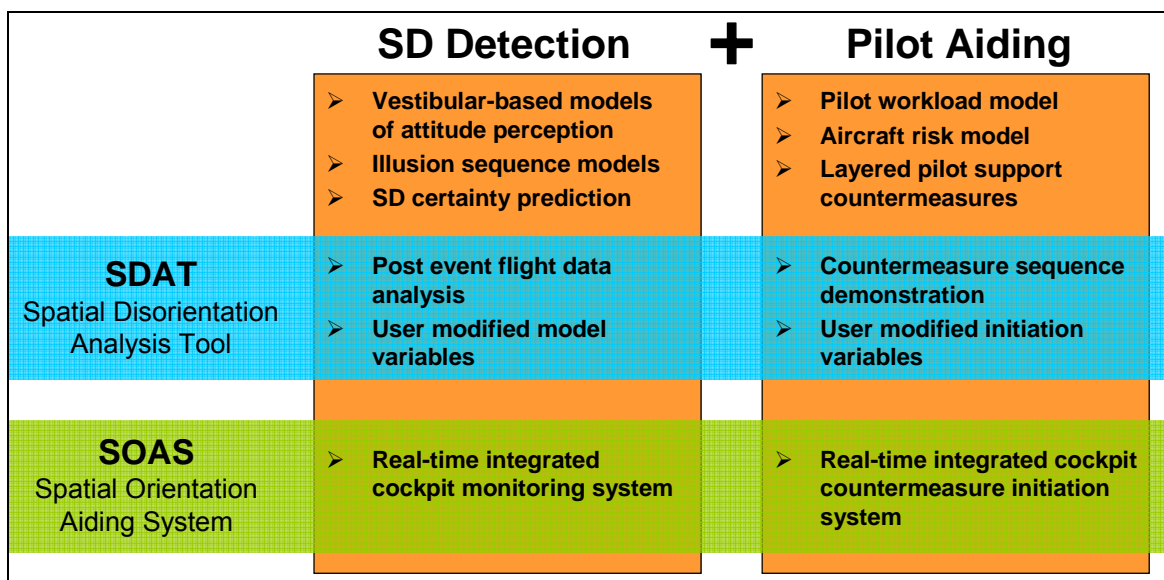 SD Detection + Pilot Aiding
➢ Vestibular-based models
of attitude perception
➢ Illusion sequence models
➢ SD certainty prediction
➢ Pilot workload model
➢ Aircraft risk model
➢ Layered pilot support
countermeasures
SDAT
Spatial Disorientation
Analysis Tool
➢ Post event flight data
analysis
➢ User modified model
variables
➢ Countermeasure sequence
demonstration
➢ User modified initiation
variables
SOAS
Spatial Orientation
Aiding System
➢ Real-time integrated
cockpit monitoring system
➢ Real-time integrated cockpit
countermeasure initiation
system